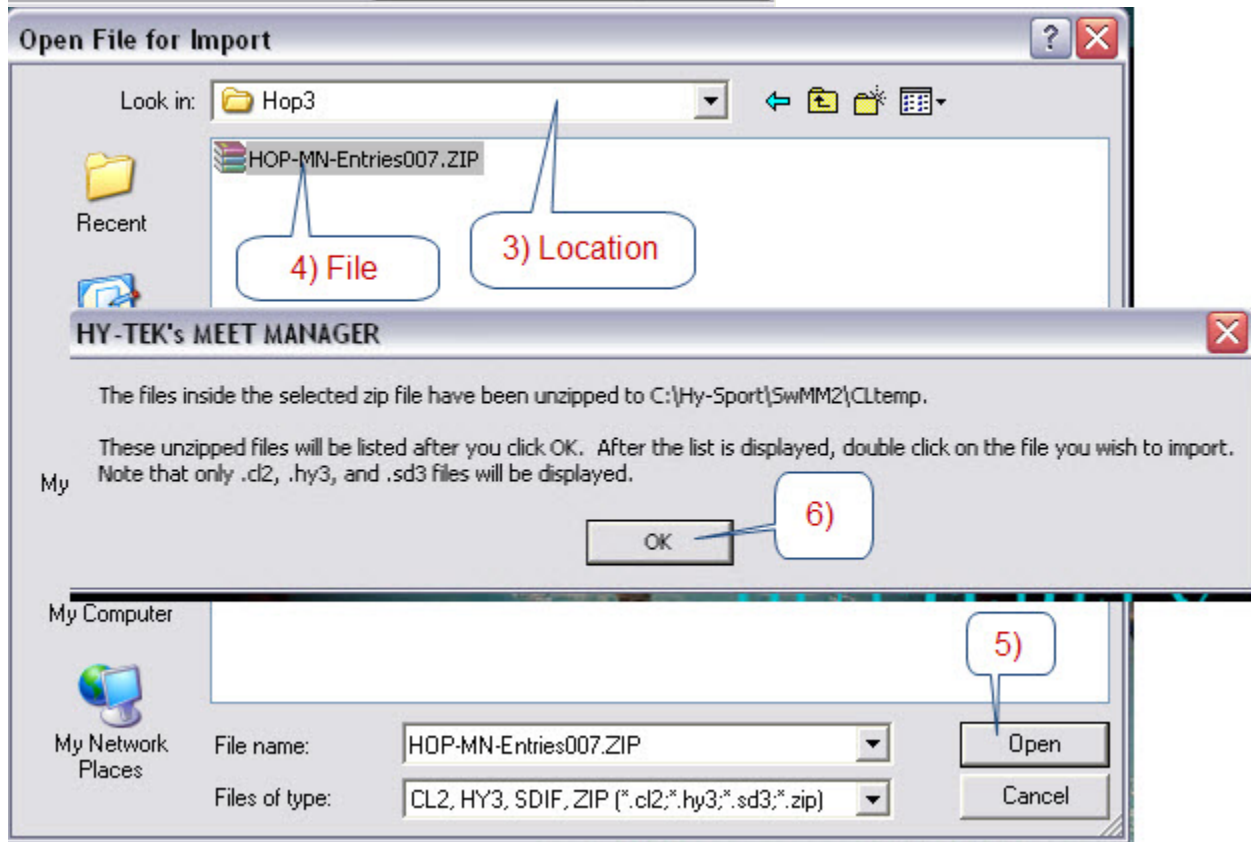 Open File for Import
Look in: Hop3
HOP-MN-Entries007.ZIP
Recent
3) Location
4) File
HY-TEK's MEET MANAGER
The files inside the selected zip file have been unzipped to C:\Hy-Sport\SwMM2\CLtemp.
These unzipped files will be listed after you click OK. After the list is displayed, double click on the file you wish to import.
Note that only .cl2, .hy3, and .sd3 files will be displayed.
My
6)
OK
My Computer
5)
My Network
Places
File name: HOP-MN-Entries007.ZIP
Open
Files of type: CL2, HY3, SDIF, ZIP (*.cl2;*.hy3;*.sd3;*.zip)
Cancel